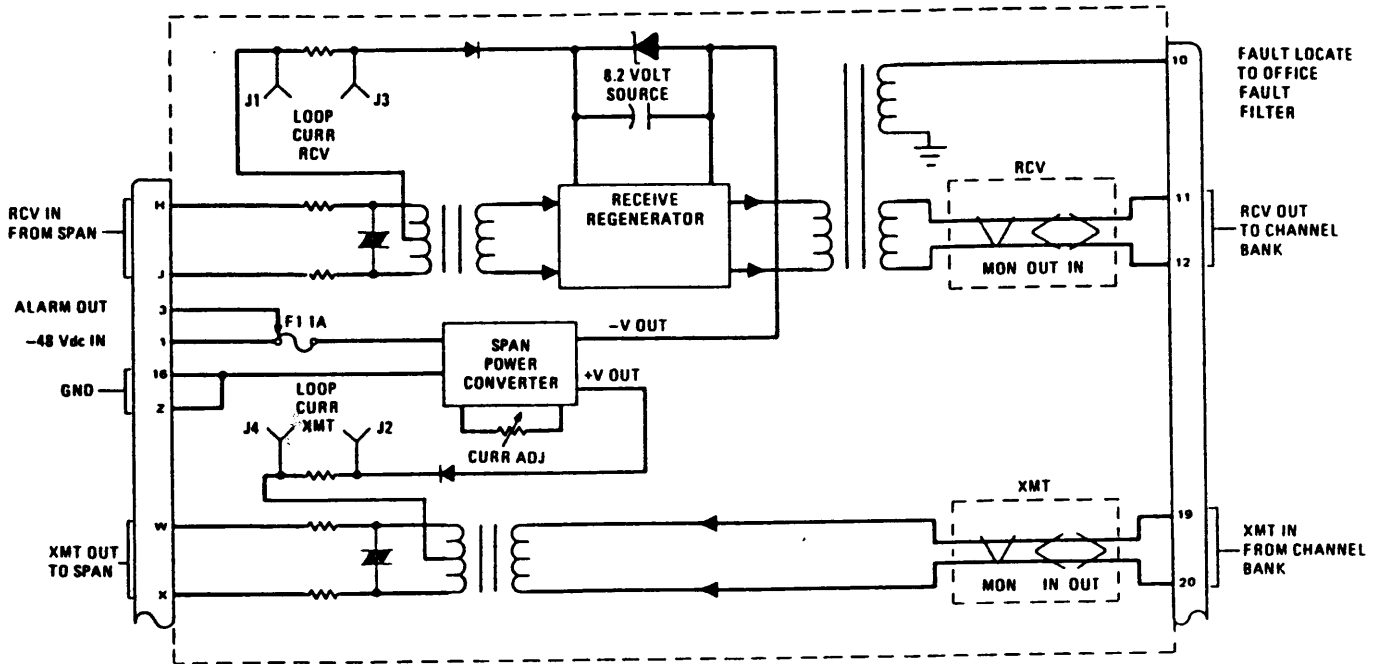 J1
J3
LOOP
CURR
RCV
8.2 VOLT
SOURCE
10
FAULT LOCATE
TO OFFICE
FAULT
FILTER
RCV IN
FROM SPAN
H
J
RECEIVE
REGENERATOR
RCV
MON OUT IN
11
12
RCV OUT
TO CHANNEL
BANK
ALARM OUT
3
F1 1A
-48 Vdc IN
1
GND
16
Z
SPAN
POWER
CONVERTER
-V OUT
+V OUT
LOOP
CURR
XMT
J4
J2
CURR ADJ
XMT OUT
TO SPAN
W
X
XMT
MON IN OUT
19
20
XMT IN
FROM CHANNEL
BANK